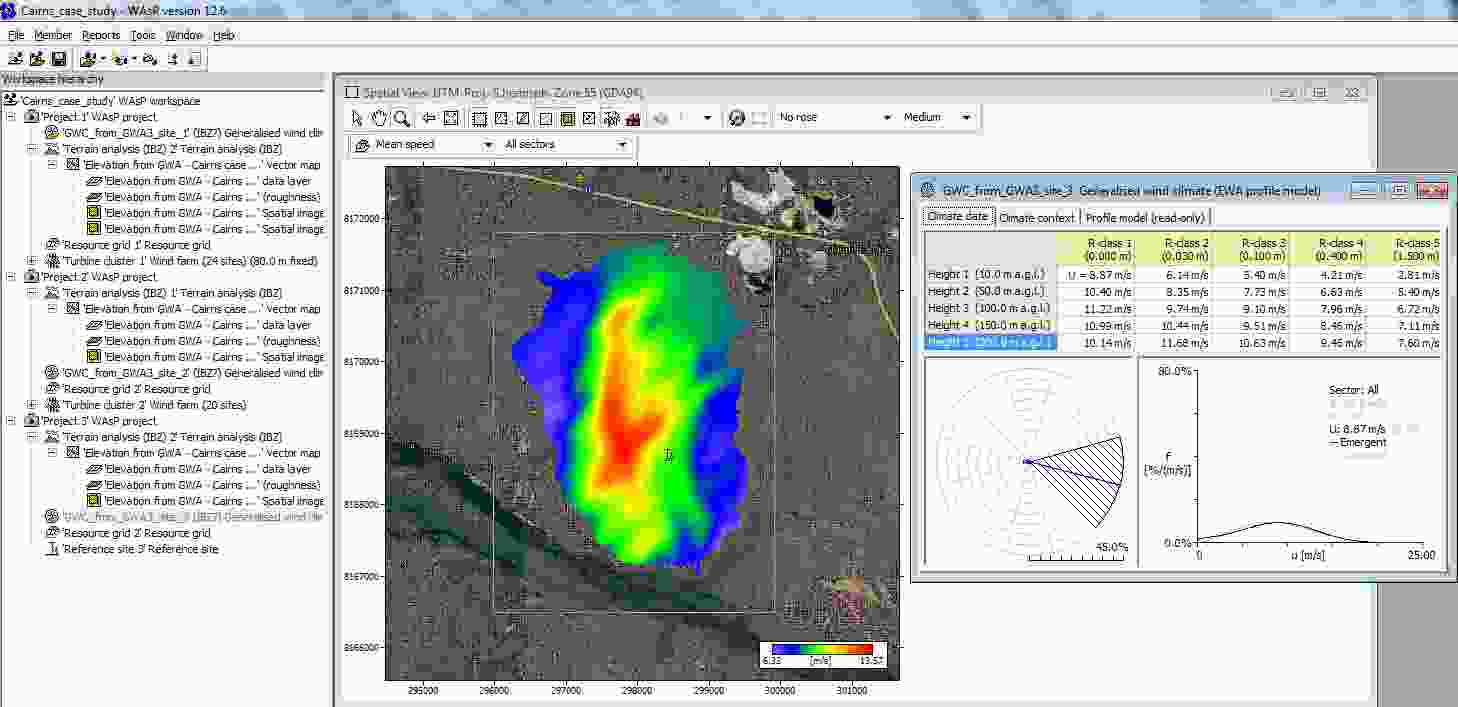 Cairns_case_study - WAsP version 12.6
File Member Reports Tools Window Help
Workspace hierarchy
'Cairns_case_study' WAsP workspace
'Project 1' WAsP project
'GWC_from_GWA3_site_1' (IBZ7) Generalised wind clim
'Terrain analysis (IBZ) 2' Terrain analysis (IBZ)
'Elevation from GWA - Cairns case ...' Vector map
'Elevation from GWA - Cairns ...' data layer
'Elevation from GWA - Cairns ...' (roughness)
'Elevation from GWA - Cairns ...' Spatial image
'Elevation from GWA - Cairns ...' Spatial image
'Resource grid 1' Resource grid
'Turbine cluster 1' Wind farm (24 sites) (80.0 m fixed)
'Project 2' WAsP project
'Terrain analysis (IBZ) 1' Terrain analysis (IBZ)
'Elevation from GWA - Cairns case ...' Vector map
'Elevation from GWA - Cairns ...' data layer
'Elevation from GWA - Cairns ...' (roughness)
'Elevation from GWA - Cairns ...' Spatial image
'GWC_from_GWA3_site_2' (IBZ7) Generalised wind clim
'Resource grid 2' Resource grid
'Turbine cluster 2' Wind farm (20 sites)
'Project 3' WAsP project
'Terrain analysis (IBZ) 2' Terrain analysis (IBZ)
'Elevation from GWA - Cairns case ...' Vector map
'Elevation from GWA - Cairns ...' data layer
'Elevation from GWA - Cairns ...' (roughness)
'Elevation from GWA - Cairns ...' Spatial image
'GWC_from_GWA3_site_3' (IBZ7) Generalised wind clim
'Resource grid 2' Resource grid
'Reference site 3' Reference site
Spatial View: UTM Proj. S.hemisph. Zone 55 (GDA94)
No rose Medium
Mean speed All sectors
8172000
8171000
8170000
8169000
8168000
8167000
8166000
295000 296000 297000 298000 299000 300000 301000
6.33 [m/s] 13.57
GWC_from_GWA3_site_3 Generalised wind climate (EWA profile model)
Climate data Climate context Profile model (read-only)
R-class 1 R-class 2 R-class 3 R-class 4 R-class 5
(0.000 m) (0.030 m) (0.100 m) (0.400 m) (1.500 m)
Height 1 (10.0 m a.g.l.) U = 8.87 m/s 6.14 m/s 5.40 m/s 4.21 m/s 2.81 m/s
Height 2 (50.0 m a.g.l.) 10.40 m/s 8.35 m/s 7.73 m/s 6.63 m/s 5.40 m/s
Height 3 (100.0 m a.g.l.) 11.22 m/s 9.74 m/s 9.10 m/s 7.96 m/s 6.72 m/s
Height 4 (150.0 m a.g.l.) 10.99 m/s 10.44 m/s 9.51 m/s 8.46 m/s 7.11 m/s
Height 5 m a.g.l.) 10.14 m/s 11.68 m/s 10.63 m/s 9.46 m/s 7.60 m/s
45.0%
80.0%
f
[%/(m/s)]
0.0%
0 u [m/s] 25.00
Sector: All
U: 8.87 m/s
Emergent